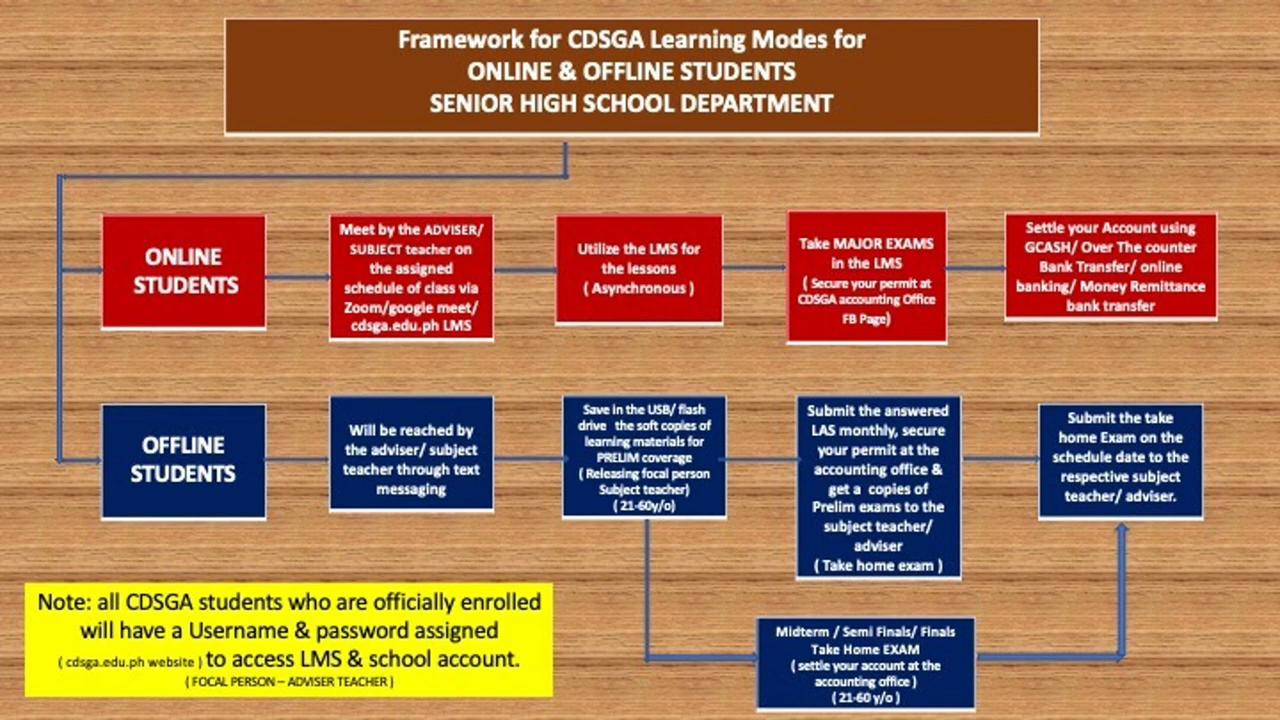 Framework for CDSGA Learning Modes for
ONLINE & OFFLINE STUDENTS
SENIOR HIGH SCHOOL DEPARTMENT
ONLINE
STUDENTS
Meet by the ADVISER/
SUBJECT teacher on
the assigned
schedule of class via
Zoom/google meet/
cdsga.edu.ph LMS
Utilize the LMS for
the lessons
( Asynchronous )
Take MAJOR EXAMS
in the LMS
( Secure your permit at
CDSGA accounting Office
FB Page)
Settle your Account using
GCASH/ Over The counter
Bank Transfer/ online
banking/ Money Remittance
bank transfer
OFFLINE
STUDENTS
Will be reached by
the adviser/ subject
teacher through text
messaging
Save in the USB/ flash
drive the soft copies of
learning materials for
PRELIM coverage
( Releasing focal person
Subject teacher)
( 21-60y/o)
Submit the answered
LAS monthly, secure
your permit at the
accounting office &
get a copies of
Prelim exams to the
subject teacher/
adviser
( Take home exam )
Submit the take
home Exam on the
schedule date to the
respective subject
teacher/ adviser.
Midterm / Semi Finals/ Finals
Take Home EXAM
( settle your account at the
accounting office )
( 21-60 y/o )
Note: all CDSGA students who are officially enrolled
will have a Username & password assigned
( cdsga.edu.ph website ) to access LMS & school account.
( FOCAL PERSON – ADVISER TEACHER )